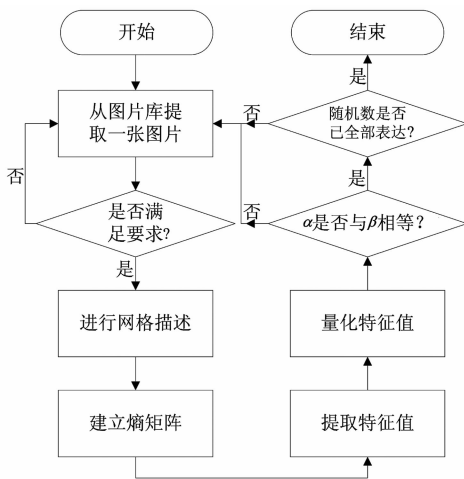 开始
从图片库提
取一张图片
否
是否满
足要求?
是
进行网格描述
建立熵矩阵
提取特征值
量化特征值
α是否与β相等?
否
是
随机数是否
已全部表达?
否
是
结束